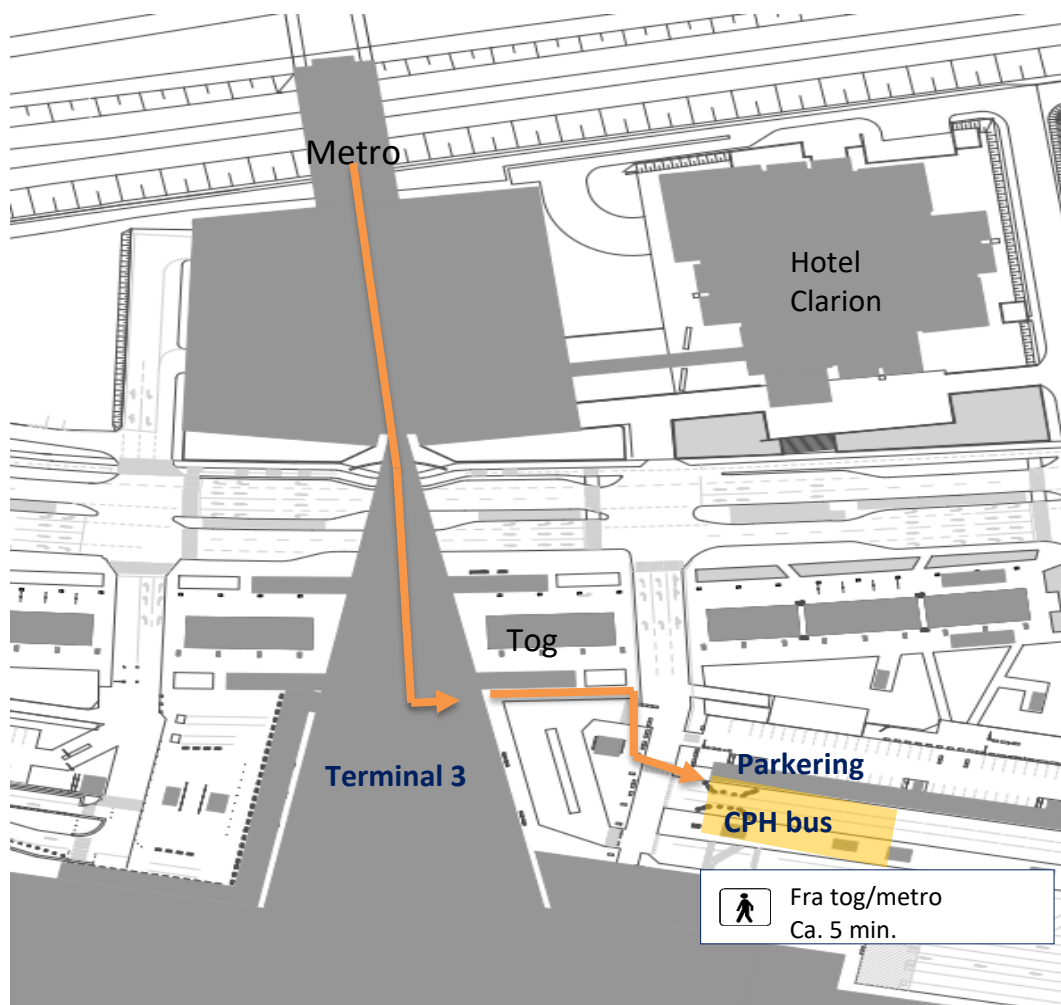 Metro
Hotel
Clarion
Tog
Terminal 3
Parkering
CPH bus
Fra tog/metro
Ca. 5 min.